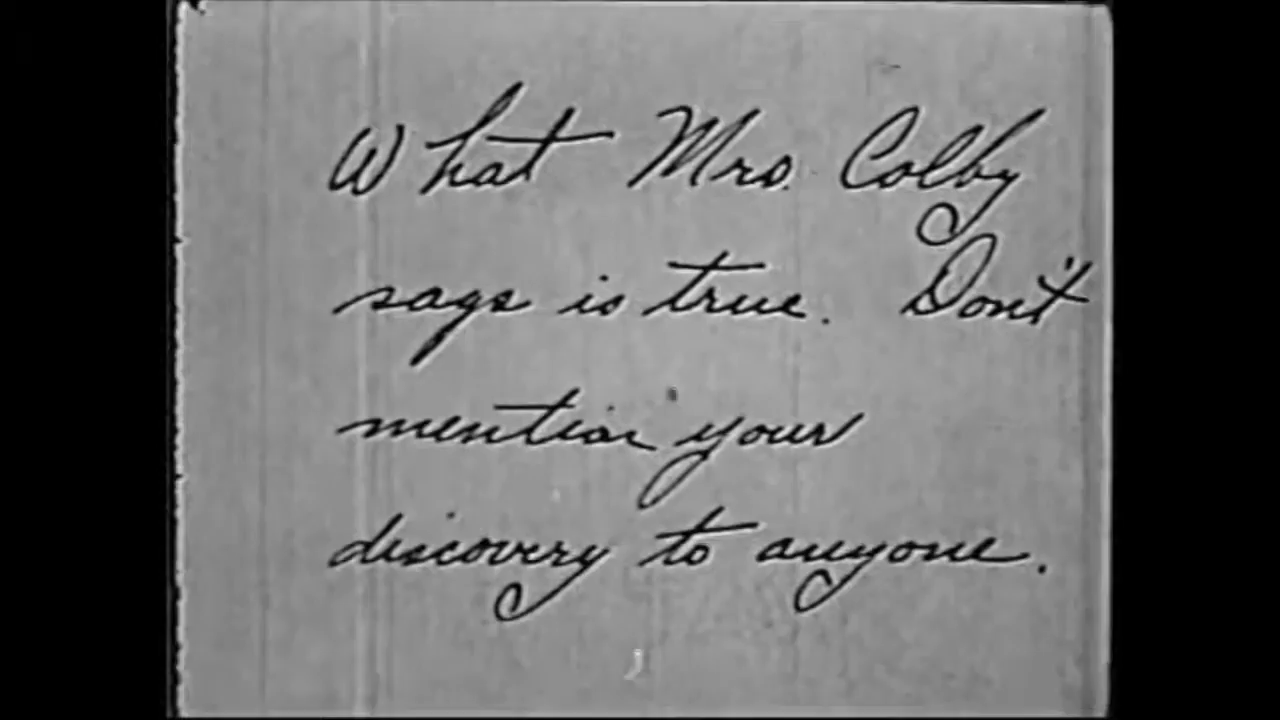 What Mrs. Colby
says is true. Don't
mention your
discovery to anyone.